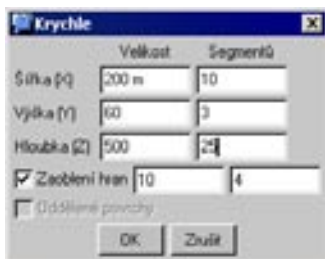 Krychle
Velikost Segmentů
Šířka (X) 200 m 10
Výška (Y) 60 3
Hloubka (Z) 500 25
Zaoblení hran 10 4
Oddělené povrchy
OK Zrušit